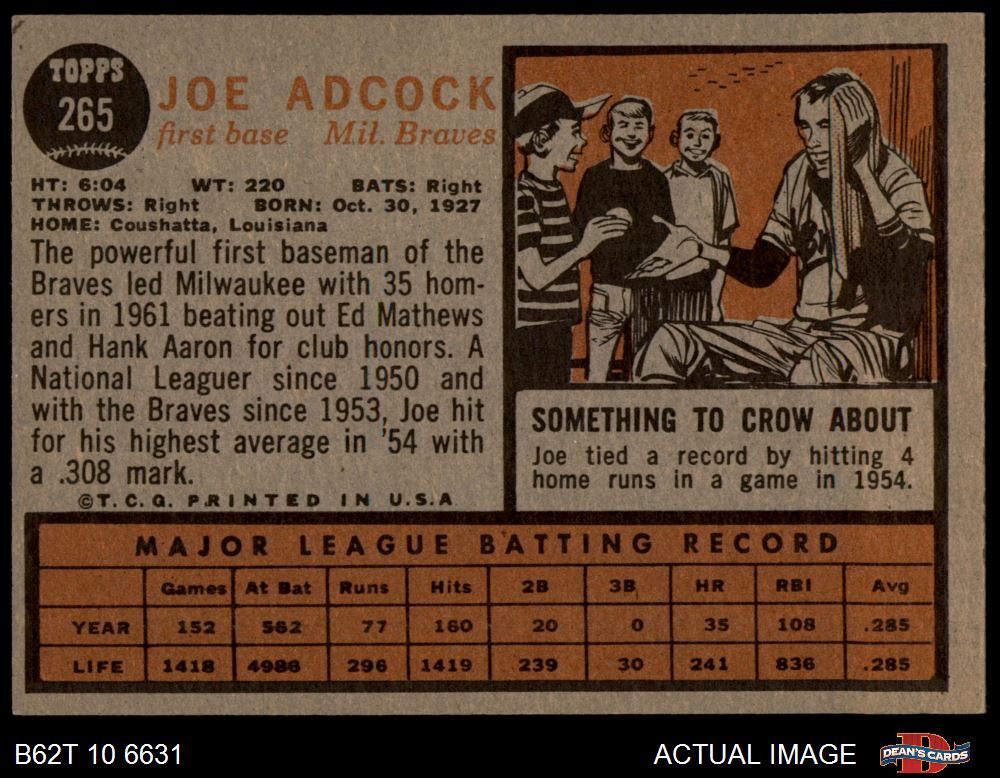 TOPPS
265
JOE ADCOCK
first base Mil. Braves
HT: 6:04 WT: 220 BATS: Right
THROWS: Right BORN: Oct. 30, 1927
HOME: Coushatta, Louisiana
The powerful first baseman of the
Braves led Milwaukee with 35 hom-
ers in 1961 beating out Ed Mathews
and Hank Aaron for club honors. A
National Leaguer since 1950 and
with the Braves since 1953, Joe hit
for his highest average in '54 with
a .308 mark.
©T.C.G. PRINTED IN U.S.A
SOMETHING TO CROW ABOUT
Joe tied a record by hitting 4
home runs in a game in 1954.
MAJOR LEAGUE BATTING RECORD
Games At Bat Runs Hits 2B 3B HR RBI Avg
YEAR 152 562 77 160 20 0 35 108 .285
LIFE 1418 4986 296 1419 239 30 241 836 .285
B62T 10 6631 ACTUAL IMAGE DEAN'S CARDS